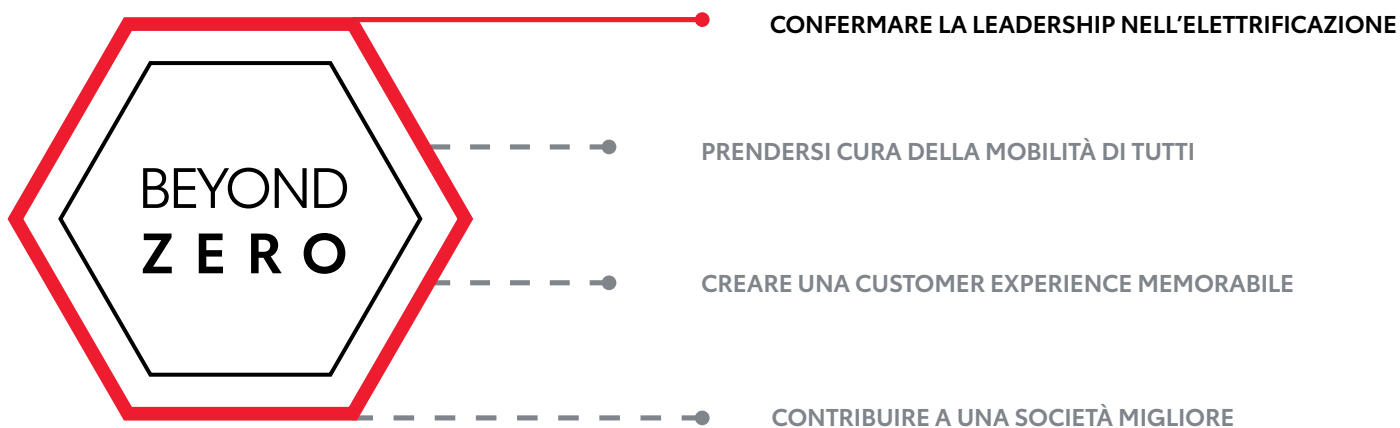 CONFERMARE LA LEADERSHIP NELL’ELETTRIFICAZIONE
PRENDERSI CURA DELLA MOBILITÀ DI TUTTI
BEYOND
ZERO
CREARE UNA CUSTOMER EXPERIENCE MEMORABILE
CONTRIBUIRE A UNA SOCIETÀ MIGLIORE